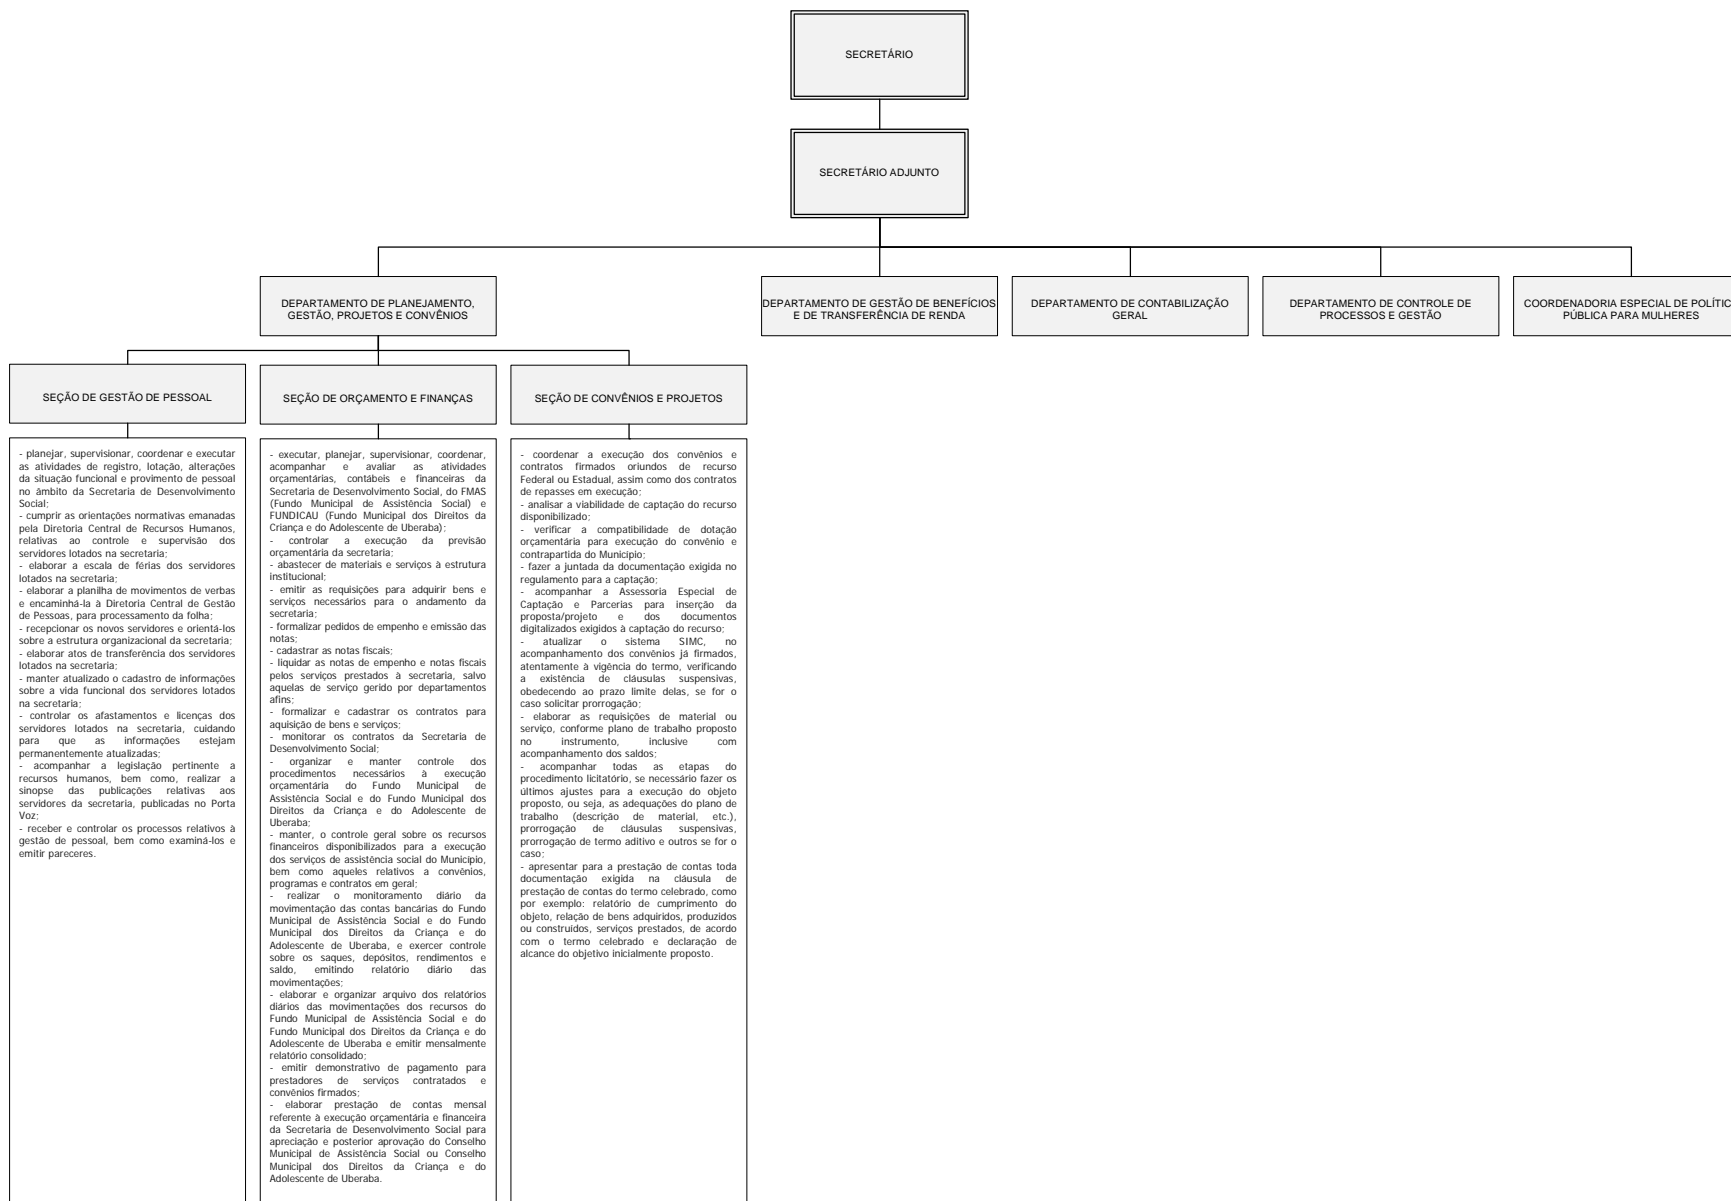 SECRETÁRIO
SECRETÁRIO ADJUNTO
DEPARTAMENTO DE PLANEJAMENTO,
GESTÃO, PROJETOS E CONVÊNIOS
DEPARTAMENTO DE GESTÃO DE BENEFÍCIOS
E DE TRANSFERÊNCIA DE RENDA
DEPARTAMENTO DE CONTABILIZAÇÃO
GERAL
DEPARTAMENTO DE CONTROLE DE
PROCESSOS E GESTÃO
COORDENADORIA ESPECIAL DE POLÍTIC
PÚBLICA PARA MULHERES
SEÇÃO DE GESTÃO DE PESSOAL
- planejar, supervisionar, coordenar e executar
as atividades de registro, lotação, alterações
da situação funcional e provimento de pessoal
no âmbito da Secretaria de Desenvolvimento
Social;
- cumprir as orientações normativas emanadas
pela Diretoria Central de Recursos Humanos,
relativas ao controle e supervisão dos
servidores lotados na secretaria;
- elaborar a escala de férias dos servidores
lotados na secretaria;
- elaborar a planilha de movimentos de verbas
e encaminhá-la à Diretoria Central de Gestão
de Pessoas, para processamento da folha;
- recepcionar os novos servidores e orientá-los
sobre a estrutura organizacional da secretaria;
- elaborar atos de transferência dos servidores
lotados na secretaria;
- manter atualizado o cadastro de informações
sobre a vida funcional dos servidores lotados
na secretaria;
- controlar os afastamentos e licenças dos
servidores lotados na secretaria, cuidando
para que as informações estejam
permanentemente atualizadas;
- acompanhar a legislação pertinente a
recursos humanos, bem como, realizar a
sinopse das publicações relativas aos
servidores da secretaria, publicadas no Porta
Voz;
- receber e controlar os processos relativos à
gestão de pessoal, bem como examiná-los e
emitir pareceres.
SEÇÃO DE ORÇAMENTO E FINANÇAS
- executar, planejar, supervisionar, coordenar,
acompanhar e avaliar as atividades
orçamentárias, contábeis e financeiras da
Secretaria de Desenvolvimento Social, do FMAS
(Fundo Municipal de Assistência Social) e
FUNDICAU (Fundo Municipal dos Direitos da
Criança e do Adolescente de Uberaba);
- controlar a execução da previsão
orçamentária da secretaria;
- abastecer de materiais e serviços à estrutura
institucional;
- emitir as requisições para adquirir bens e
serviços necessários para o andamento da
secretaria;
- formalizar pedidos de empenho e emissão das
notas;
- cadastrar as notas fiscais;
- liquidar as notas de empenho e notas fiscais
pelos serviços prestados à secretaria, salvo
aquelas de serviço gerido por departamentos
afins;
- formalizar e cadastrar os contratos para
aquisição de bens e serviços;
- monitorar os contratos da Secretaria de
Desenvolvimento Social;
- organizar e manter controle dos
procedimentos necessários à execução
orçamentária do Fundo Municipal de
Assistência Social e do Fundo Municipal dos
Direitos da Criança e do Adolescente de
Uberaba;
- manter, o controle geral sobre os recursos
financeiros disponibilizados para a execução
dos serviços de assistência social do Município,
bem como aqueles relativos a convênios,
programas e contratos em geral;
- realizar o monitoramento diário da
movimentação das contas bancárias do Fundo
Municipal de Assistência Social e do Fundo
Municipal dos Direitos da Criança e do
Adolescente de Uberaba, e exercer controle
sobre os saques, depósitos, rendimentos e
saldo, emitindo relatório diário das
movimentações;
- elaborar e organizar arquivo dos relatórios
diários das movimentações dos recursos do
Fundo Municipal de Assistência Social e do
Fundo Municipal dos Direitos da Criança e do
Adolescente de Uberaba e emitir mensalmente
relatório consolidado;
- emitir demonstrativo de pagamento para
prestadores de serviços contratados e
convênios firmados;
- elaborar prestação de contas mensal
referente à execução orçamentária e financeira
da Secretaria de Desenvolvimento Social para
apreciação e posterior aprovação do Conselho
Municipal de Assistência Social ou Conselho
Municipal dos Direitos da Criança e do
Adolescente de Uberaba.
SEÇÃO DE CONVÊNIOS E PROJETOS
- coordenar a execução dos convênios e
contratos firmados oriundos de recurso
Federal ou Estadual, assim como dos contratos
de repasses em execução;
- analisar a viabilidade de captação do recurso
disponibilizado;
- verificar a compatibilidade de dotação
orçamentária para execução do convênio e
contrapartida do Município;
- fazer a juntada da documentação exigida no
regulamento para a captação;
- acompanhar a Assessoria Especial de
Captação e Parcerias para inserção da
proposta/projeto e dos documentos
digitalizados exigidos à captação do recurso;
- atualizar o sistema SIMC, no
acompanhamento dos convênios já firmados,
atentamente à vigência do termo, verificando
a existência de cláusulas suspensivas,
obedecendo ao prazo limite delas, se for o
caso solicitar prorrogação;
- elaborar as requisições de material ou
serviço, conforme plano de trabalho proposto
no instrumento, inclusive com
acompanhamento dos saldos;
- acompanhar todas as etapas do
procedimento licitatório, se necessário fazer os
últimos ajustes para a execução do objeto
proposto, ou seja, as adequações do plano de
trabalho (descrição de material, etc.),
prorrogação de cláusulas suspensivas,
prorrogação de termo aditivo e outros se for o
caso;
- apresentar para a prestação de contas toda
documentação exigida na cláusula de
prestação de contas do termo celebrado, como
por exemplo: relatório de cumprimento do
objeto, relação de bens adquiridos, produzidos
ou construídos, serviços prestados, de acordo
com o termo celebrado e declaração de
alcance do objetivo inicialmente proposto.